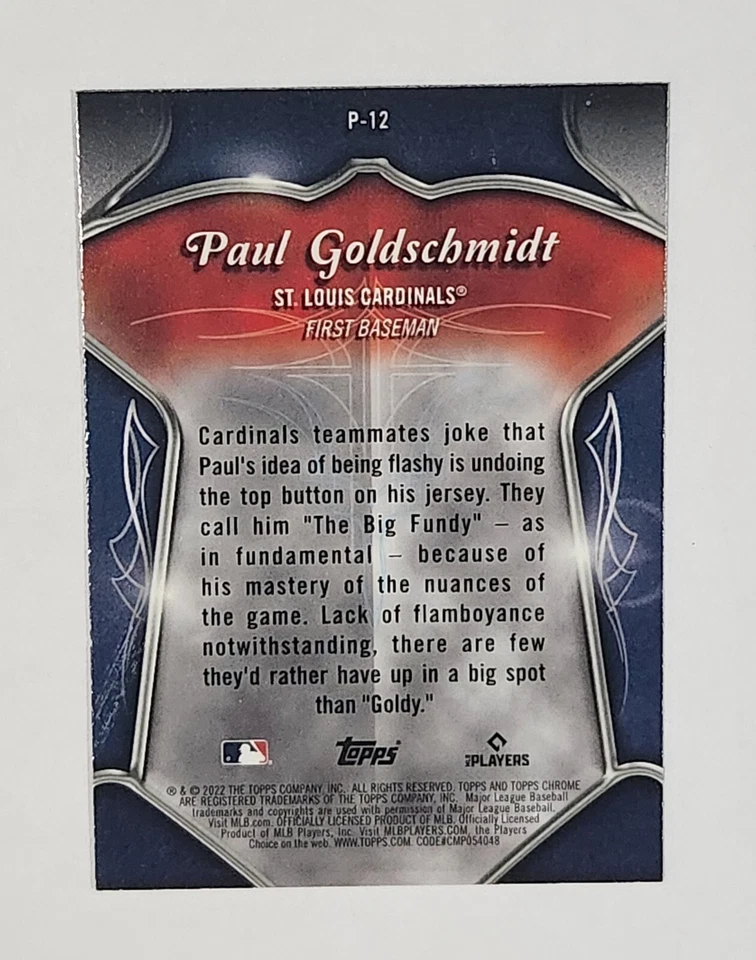 P-12
Paul Goldschmidt
ST. LOUIS CARDINALS®
FIRST BASEMAN
Cardinals teammates joke that
Paul's idea of being flashy is undoing
the top button on his jersey. They
call him "The Big Fundy" – as
in fundamental – because of
his mastery of the nuances of
the game. Lack of flamboyance
notwithstanding, there are few
they'd rather have up in a big spot
than "Goldy."
TOPPS
MLB PLAYERS
® & © 2022 THE TOPPS COMPANY, INC. ALL RIGHTS RESERVED. TOPPS AND TOPPS CHROME
ARE REGISTERED TRADEMARKS OF THE TOPPS COMPANY, INC. Major League Baseball
trademarks and copyrights are used with permission of Major League Baseball.
Visit MLB.com. OFFICIALLY LICENSED PRODUCT OF MLB. Officially Licensed
Product of MLB Players, Inc. Visit MLBPLAYERS.COM, the Players
Choice on the web. WWW.TOPPS.COM CODE#CMP054048